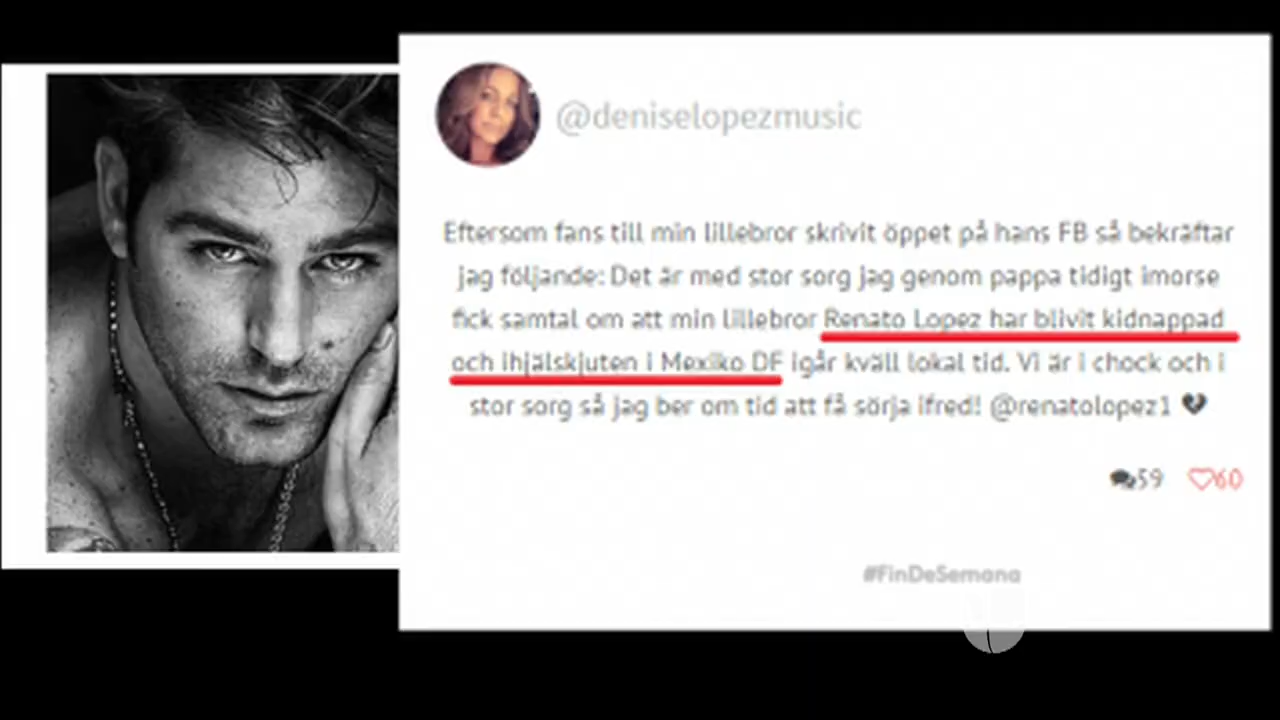 @deniselopezmusic
Eftersom fans till min lillebror skrivit öppet på hans FB så bekräftar
jag följande: Det är med stor sorg jag genom pappa tidigt imorse
fick samtal om att min lillebror Renato Lopez har blivit kidnappad
och ihjälskjuten i Mexiko DF igår kväll lokal tid. Vi är i chock och i
stor sorg så jag ber om tid att få sörja ifred! @renatolopez1 💔
59 60
#FinDeSemana